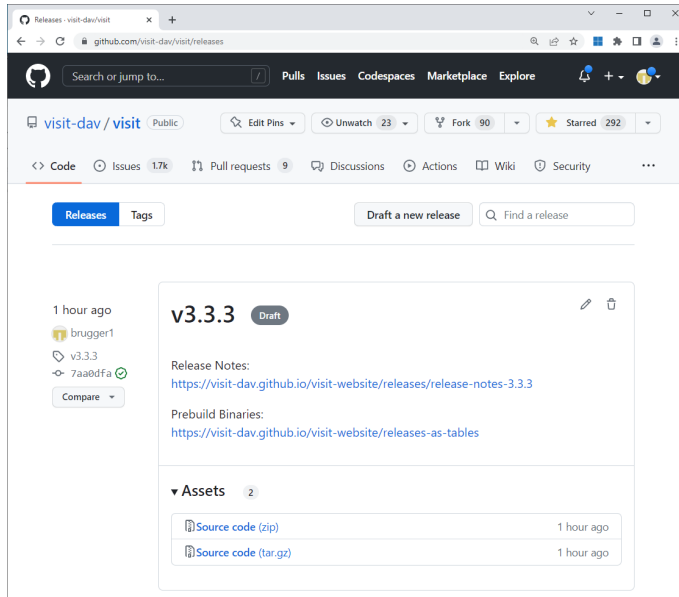 Releases · visit-dav/visit
github.com/visit-dav/visit/releases
Search or jump to... / Pulls Issues Codespaces Marketplace Explore
visit-dav / visit Public Edit Pins Unwatch 23 Fork 90 Starred 292
Code Issues 1.7k Pull requests 9 Discussions Actions Wiki Security ...
Releases Tags Draft a new release Find a release
1 hour ago
brugger1
v3.3.3
7aa0dfa
Compare
v3.3.3 Draft
Release Notes:
https://visit-dav.github.io/visit-website/releases/release-notes-3.3.3
Prebuild Binaries:
https://visit-dav.github.io/visit-website/releases-as-tables
Assets 2
Source code (zip) 1 hour ago
Source code (tar.gz) 1 hour ago